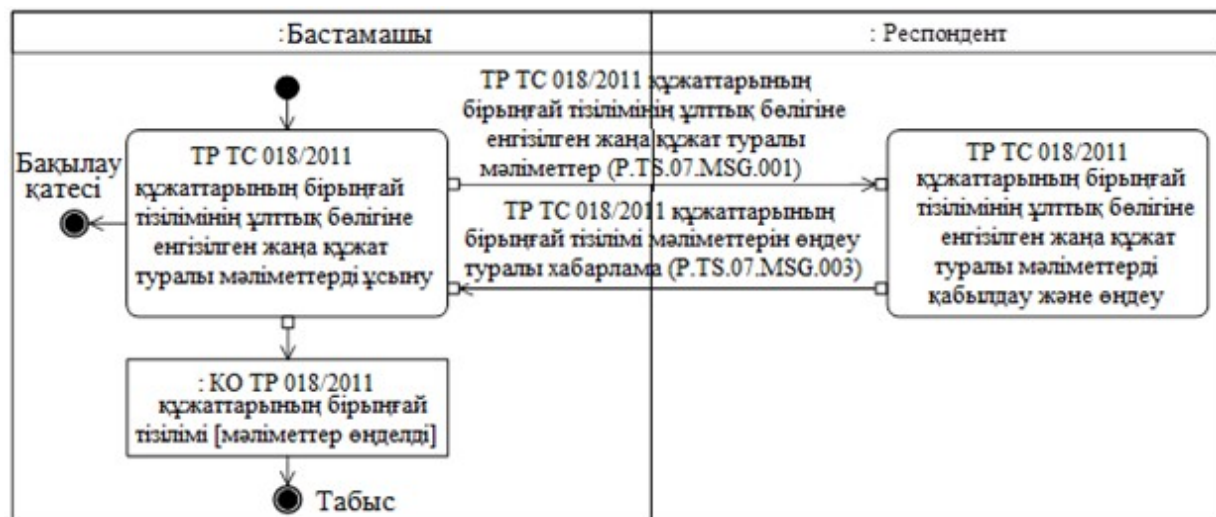 :Бастамашы
: Респондент
ТР ТС 018/2011 құжаттарының
бірыңғай тізілімінің ұлттық бөлігіне
енгізілген жаңа құжат туралы
мәліметтер (P.TS.07.MSG.001)
Бақылау
қатесі
ТР ТС 018/2011
құжаттарының бірыңғай
тізілімінің ұлттық бөлігіне
енгізілген жаңа құжат
туралы мәліметтерді ұсыну
ТР ТС 018/2011 құжаттарының
бірыңғай тізілімі мәліметтерін өңдеу
туралы хабарлама (P.TS.07.MSG.003)
ТР ТС 018/2011
құжаттарының бірыңғай
тізілімінің ұлттық бөлігіне
енгізілген жаңа құжат
туралы мәліметтерді
қабылдау және өңдеу
: КО ТР 018/2011
құжаттарының бірыңғай
тізілімі [мәліметтер өңделді]
Табыс